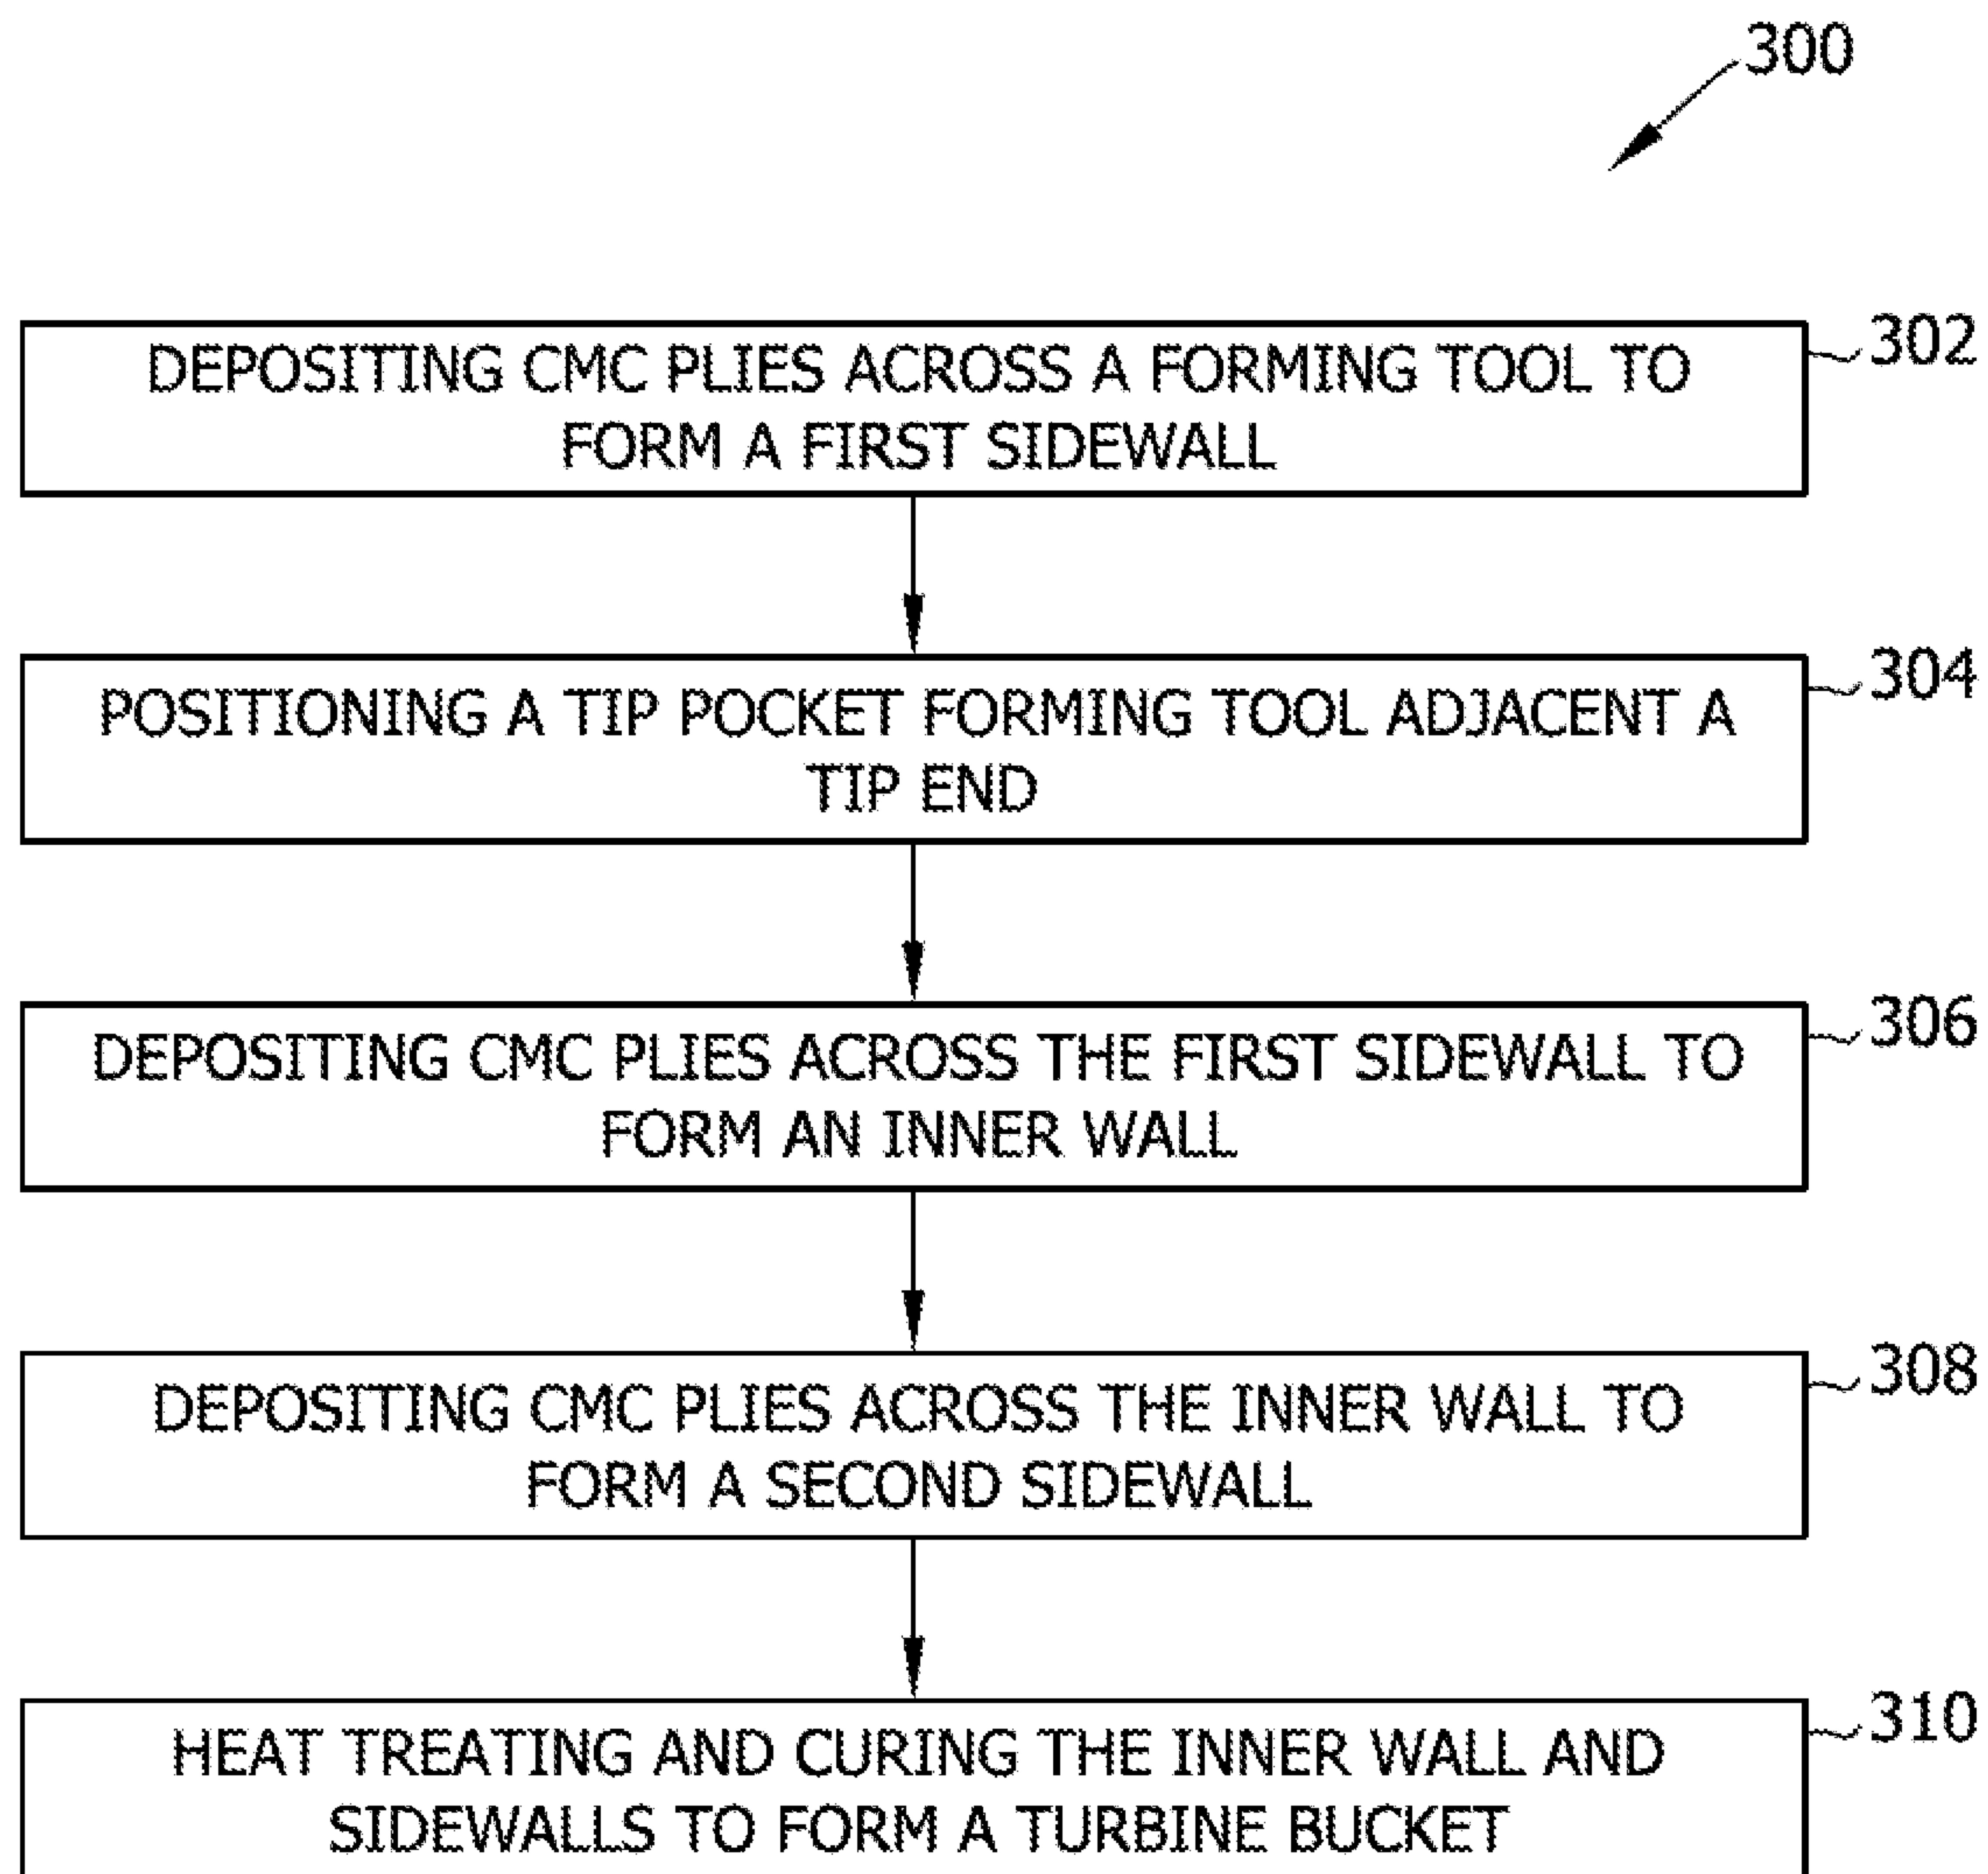 300
302
DEPOSITING CMC PLIES ACROSS A FORMING TOOL TO
FORM A FIRST SIDEWALL
304
POSITIONING A TIP POCKET FORMING TOOL ADJACENT A
TIP END
306
DEPOSITING CMC PLIES ACROSS THE FIRST SIDEWALL TO
FORM AN INNER WALL
308
DEPOSITING CMC PLIES ACROSS THE INNER WALL TO
FORM A SECOND SIDEWALL
310
HEAT TREATING AND CURING THE INNER WALL AND
SIDEWALLS TO FORM A TURBINE BUCKET